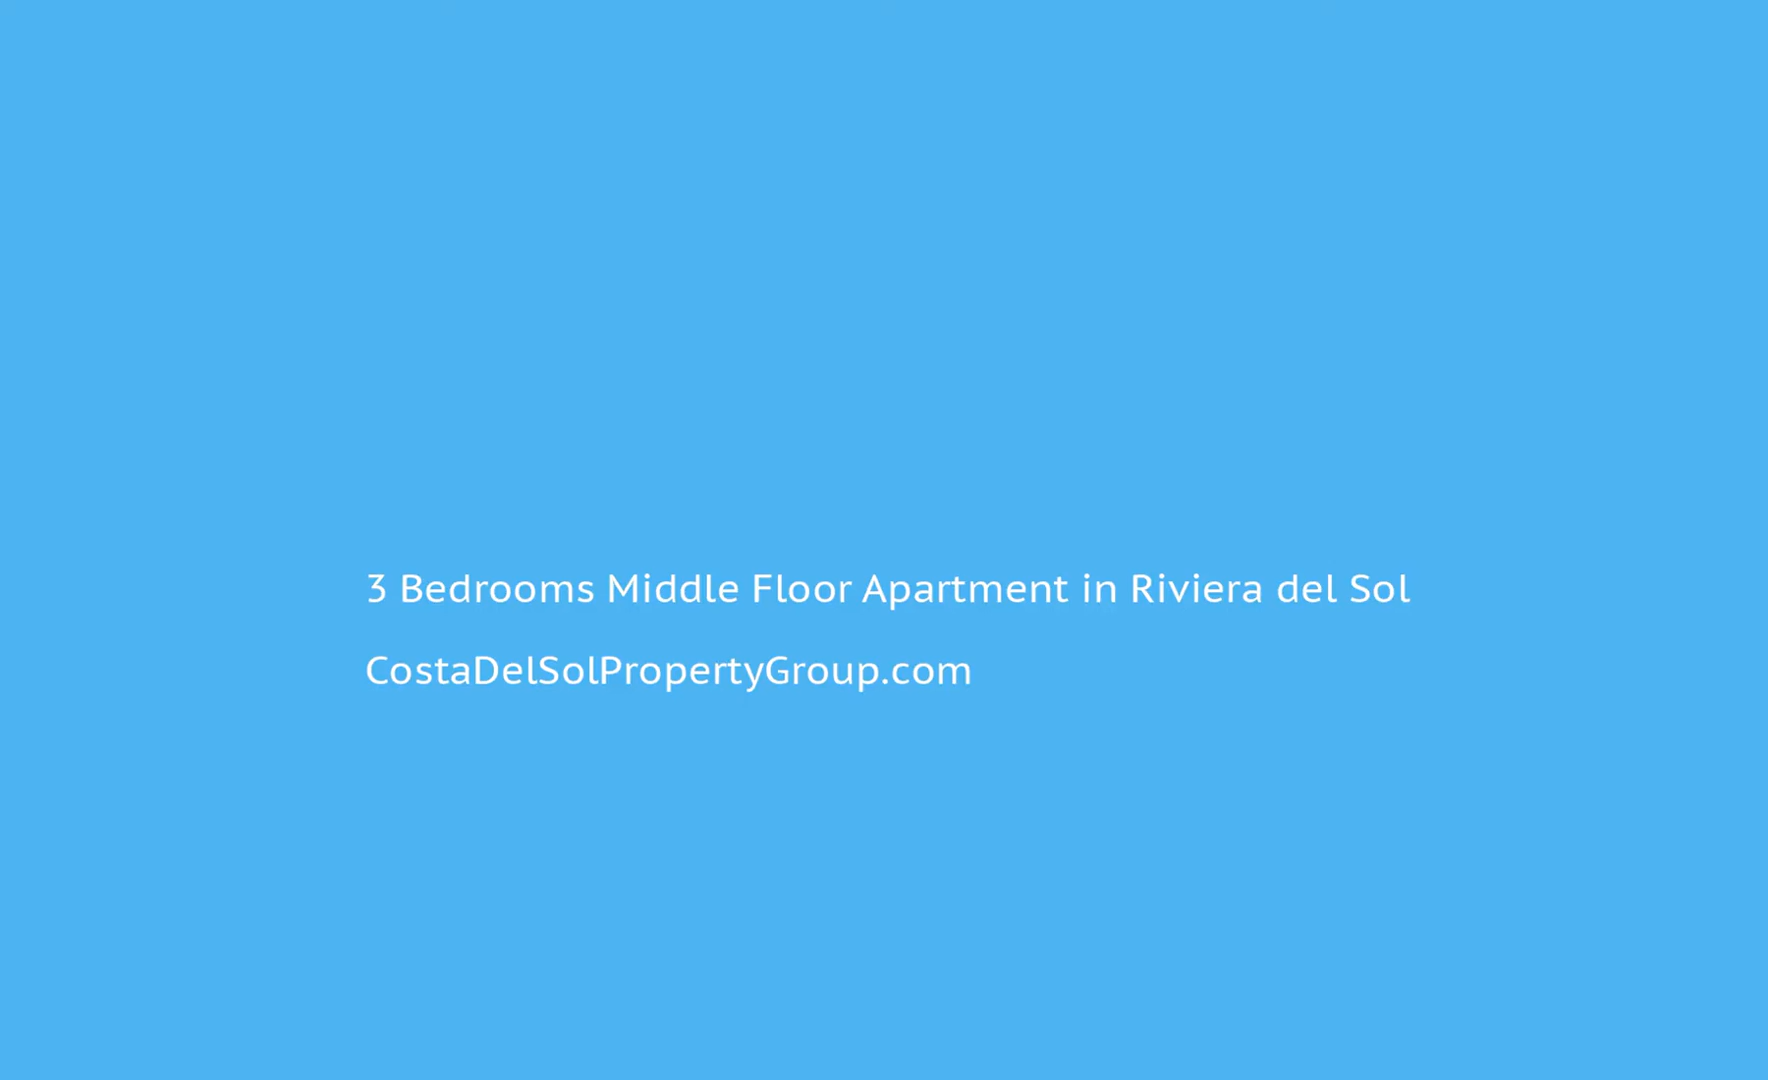 3 Bedrooms Middle Floor Apartment in Riviera del Sol
CostaDelSolPropertyGroup.com